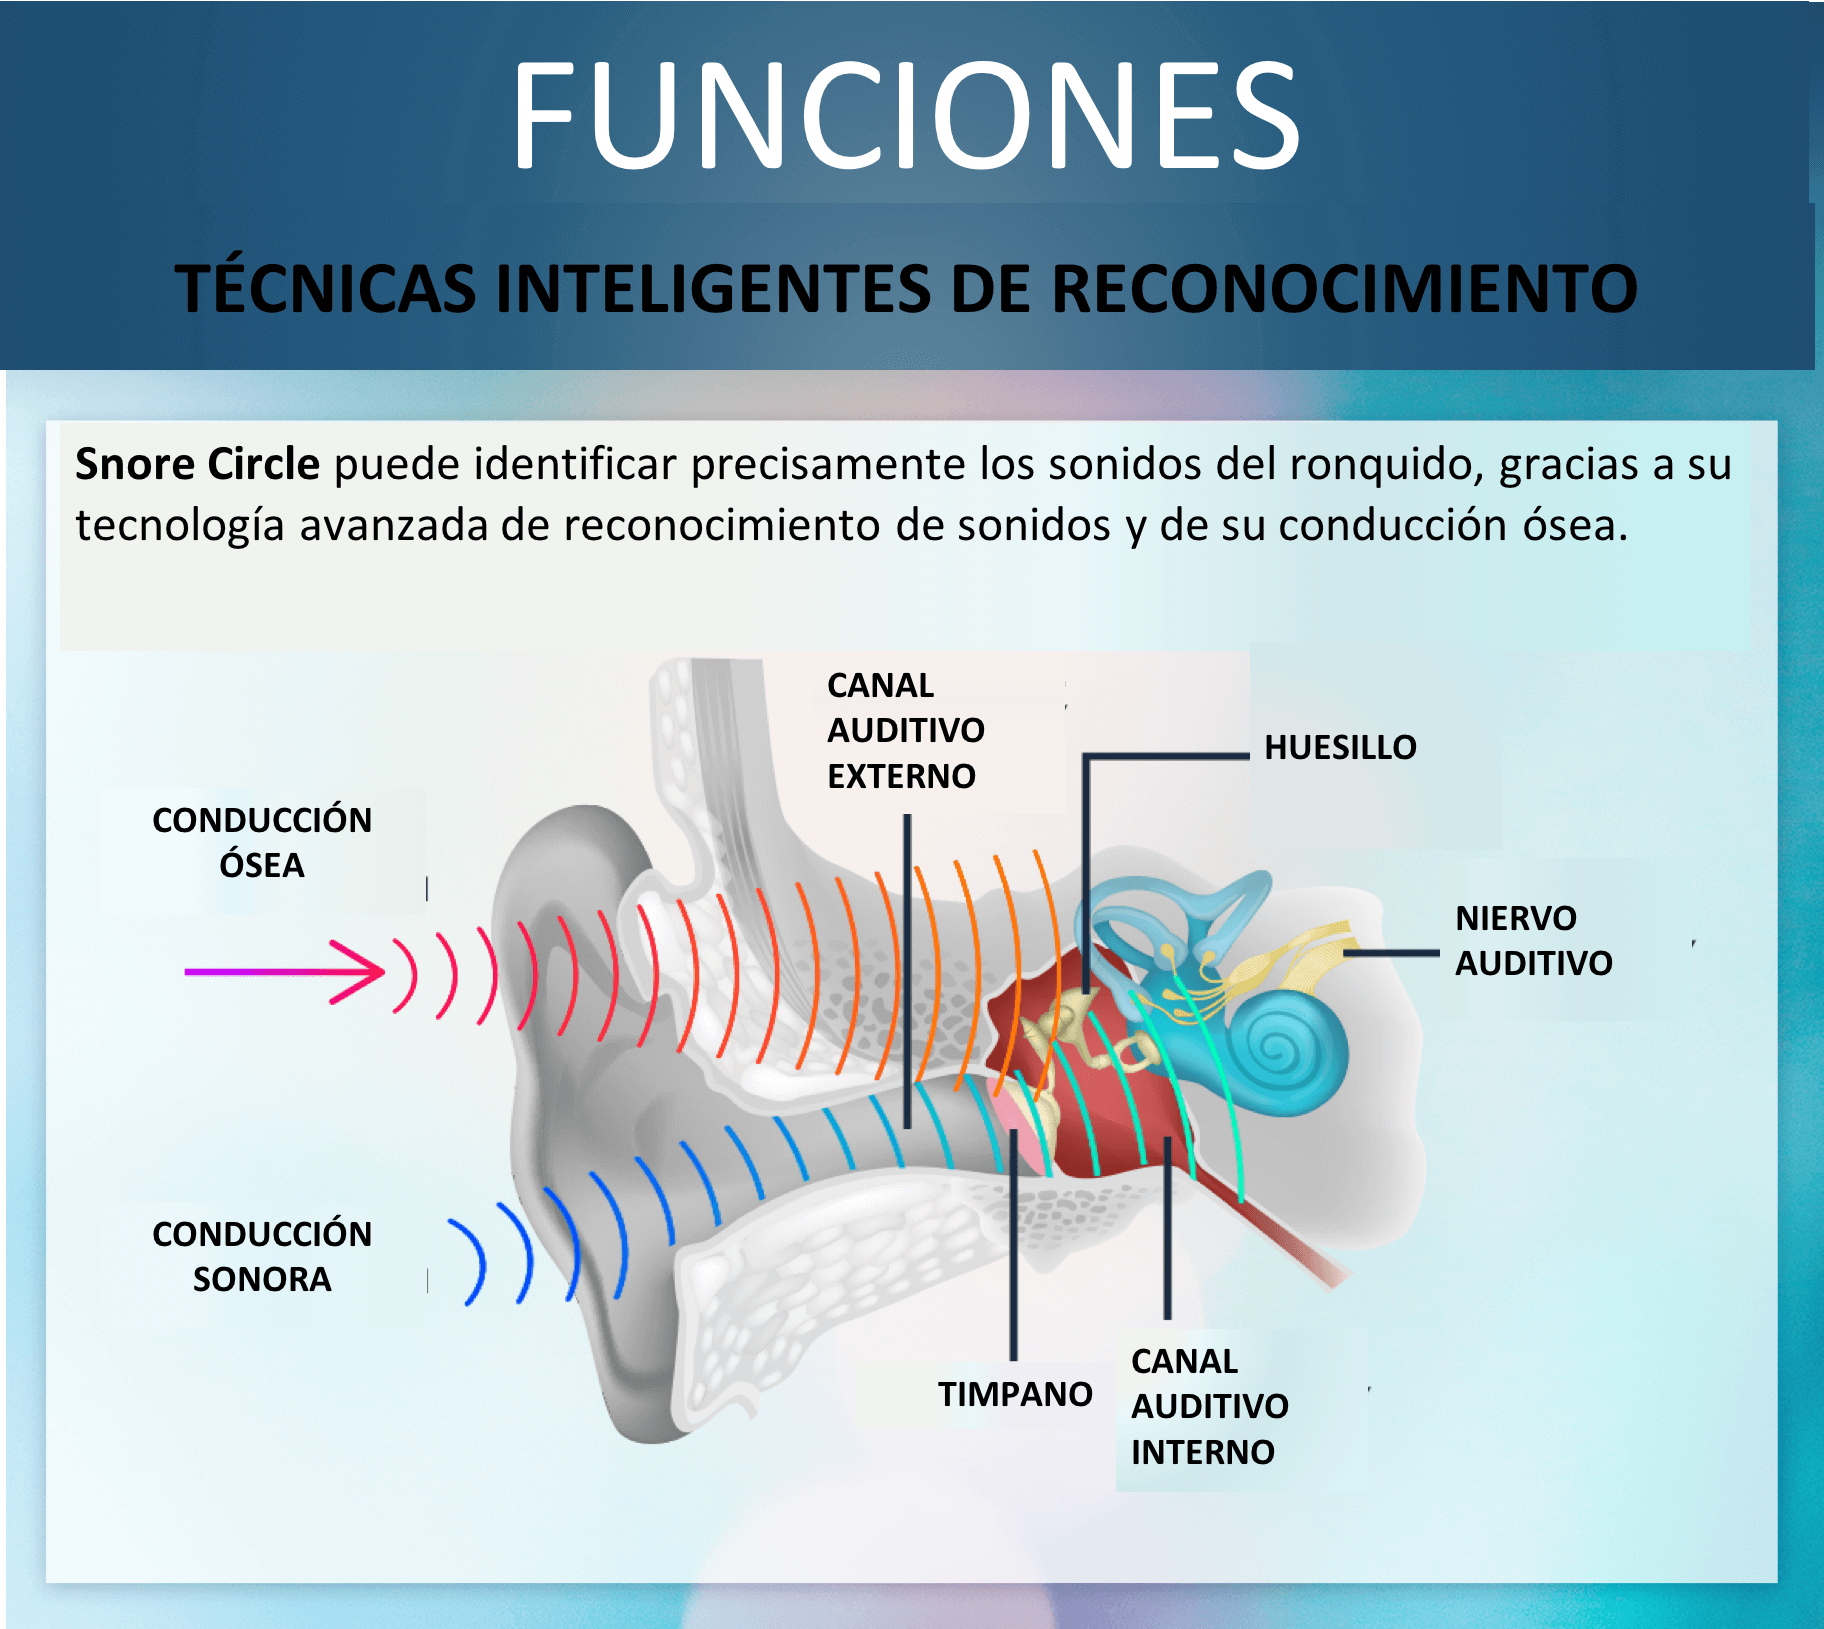 FUNCIONES
TÉCNICAS INTELIGENTES DE RECONOCIMIENTO
Snore Circle puede identificar precisamente los sonidos del ronquido, gracias a su
tecnología avanzada de reconocimiento de sonidos y de su conducción ósea.
CANAL
AUDITIVO
EXTERNO
HUESILLO
CONDUCCIÓN
ÓSEA
NIERVO
AUDITIVO
CONDUCCIÓN
SONORA
TIMPANO
CANAL
AUDITIVO
INTERNO